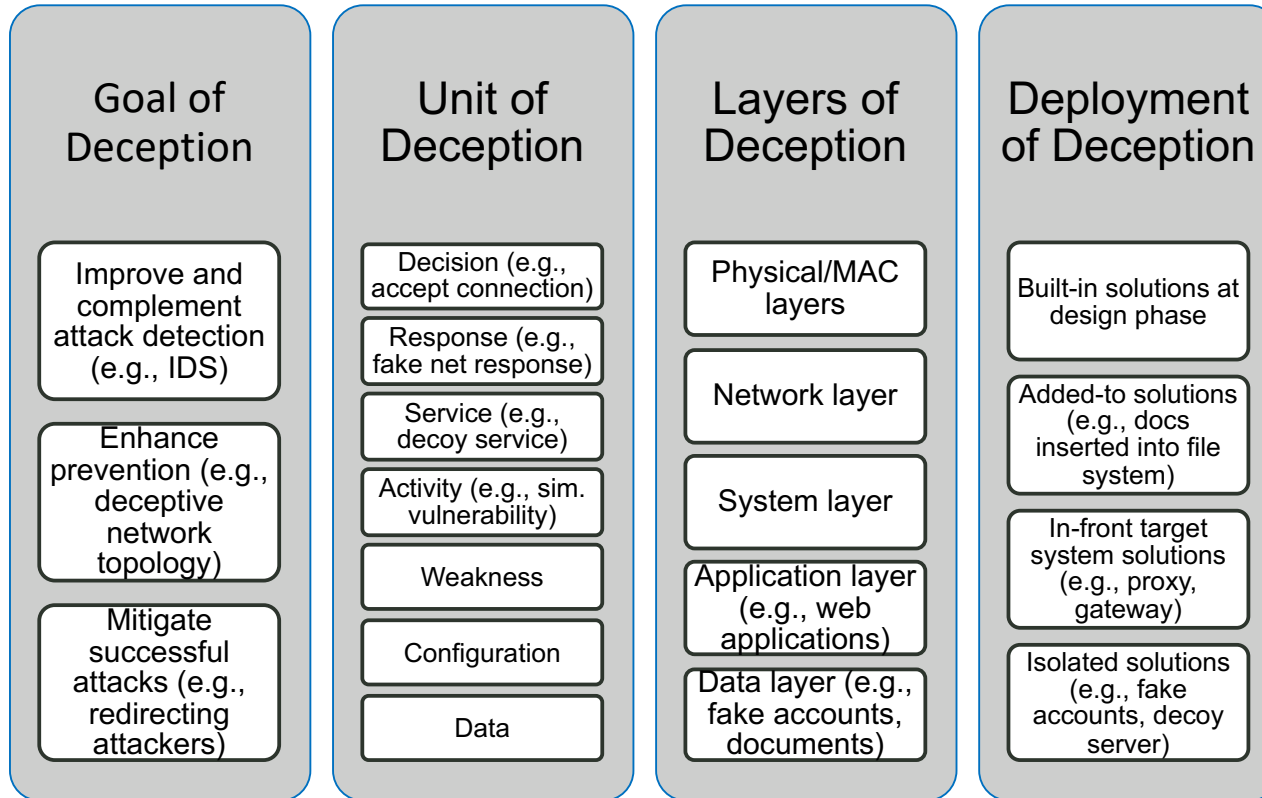 Goal of
Deception
Improve and
complement
attack detection
(e.g., IDS)
Enhance
prevention (e.g.,
deceptive
network
topology)
Mitigate
successful
attacks (e.g.,
redirecting
attackers)
Unit of
Deception
Decision (e.g.,
accept connection)
Response (e.g.,
fake net response)
Service (e.g.,
decoy service)
Activity (e.g., sim.
vulnerability)
Weakness
Configuration
Data
Layers of
Deception
Physical/MAC
layers
Network layer
System layer
Application layer
(e.g., web
applications)
Data layer (e.g.,
fake accounts,
documents)
Deployment
of Deception
Built-in solutions at
design phase
Added-to solutions
(e.g., docs
inserted into file
system)
In-front target
system solutions
(e.g., proxy,
gateway)
Isolated solutions
(e.g., fake
accounts, decoy
server)